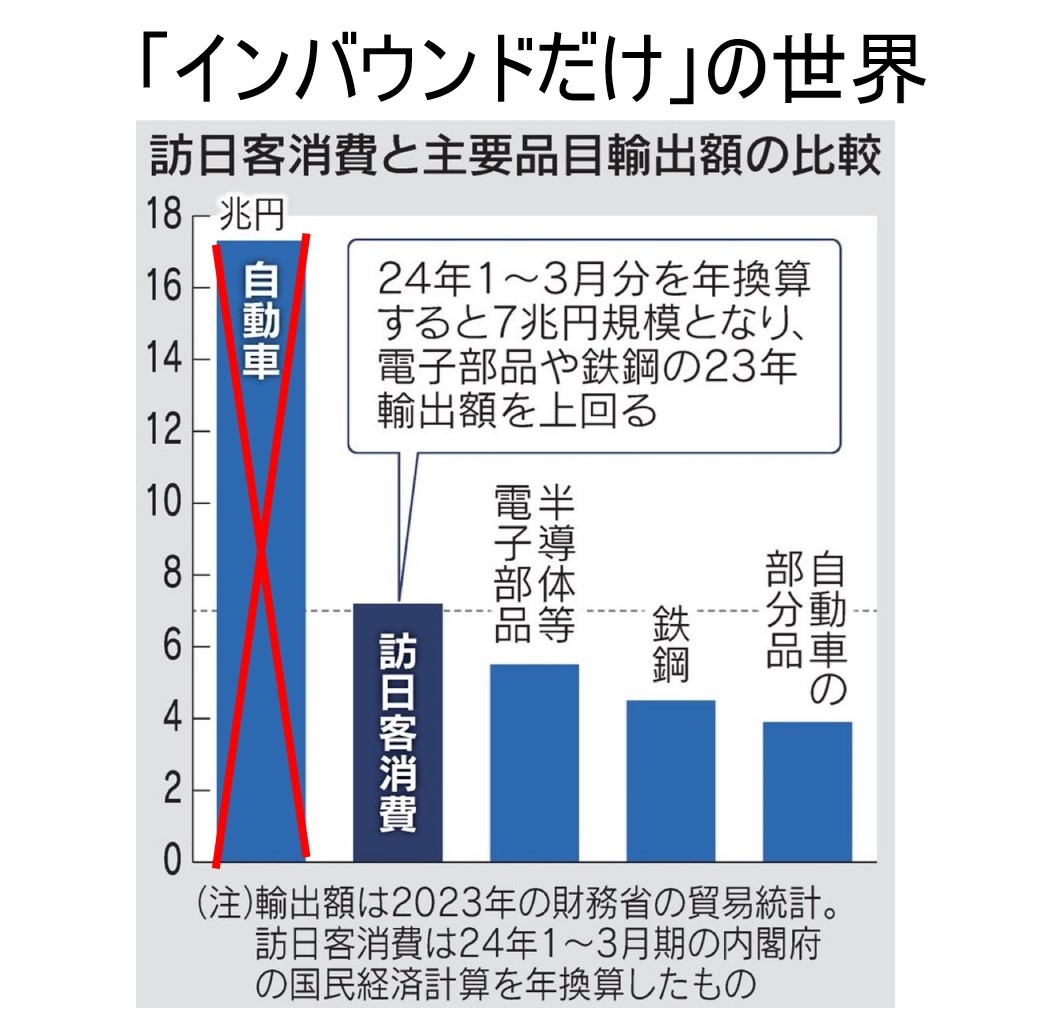 「インバウンドだけ」の世界
訪日客消費と主要品目輸出額の比較
18
兆円
16
14
12
10
8
6
4
2
0
自動車
24年1～3月分を年換算
すると7兆円規模となり、
電子部品や鉄鋼の23年
輸出額を上回る
訪日客消費
半導体等
電子部品
鉄鋼
自動車の
部分品
(注)輸出額は2023年の財務省の貿易統計。
訪日客消費は24年1～3月期の内閣府
の国民経済計算を年換算したもの